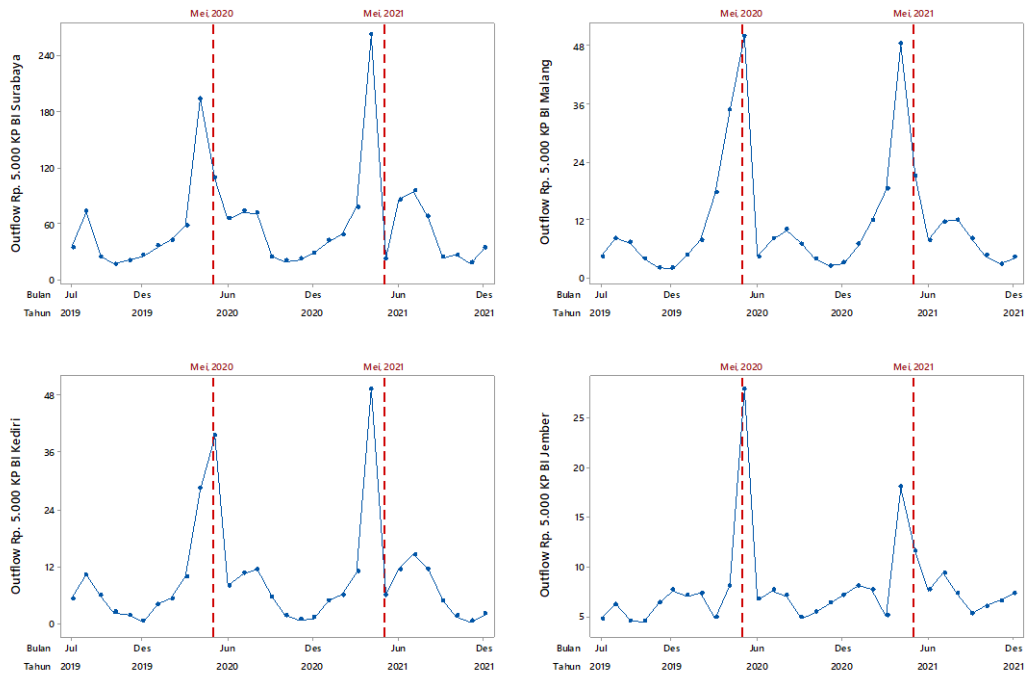 Mei, 2020 Mei, 2021
Outflow Rp. 5.000 KP BI Surabaya
240
180
120
60
0
Bulan Jul Des Jun Des Jun Des
Tahun 2019 2019 2020 2020 2021 2021
Mei, 2020 Mei, 2021
Outflow Rp. 5.000 KP BI Malang
48
36
24
12
0
Bulan Jul Des Jun Des Jun Des
Tahun 2019 2019 2020 2020 2021 2021
Mei, 2020 Mei, 2021
Outflow Rp. 5.000 KP BI Kediri
48
36
24
12
0
Bulan Jul Des Jun Des Jun Des
Tahun 2019 2019 2020 2020 2021 2021
Mei, 2020 Mei, 2021
Outflow Rp. 5.000 KP BI Jember
25
20
15
10
5
Bulan Jul Des Jun Des Jun Des
Tahun 2019 2019 2020 2020 2021 2021